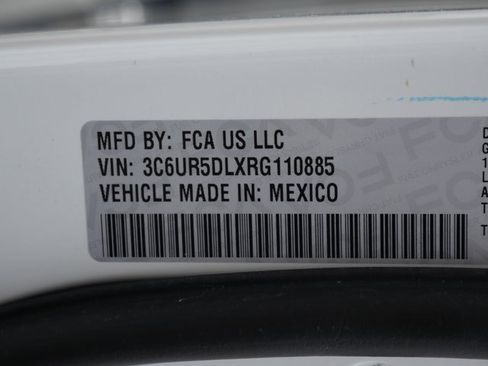 MFD BY: FCA US LLC
VIN: 3C6UR5DLXRG110885
VEHICLE MADE IN: MEXICO